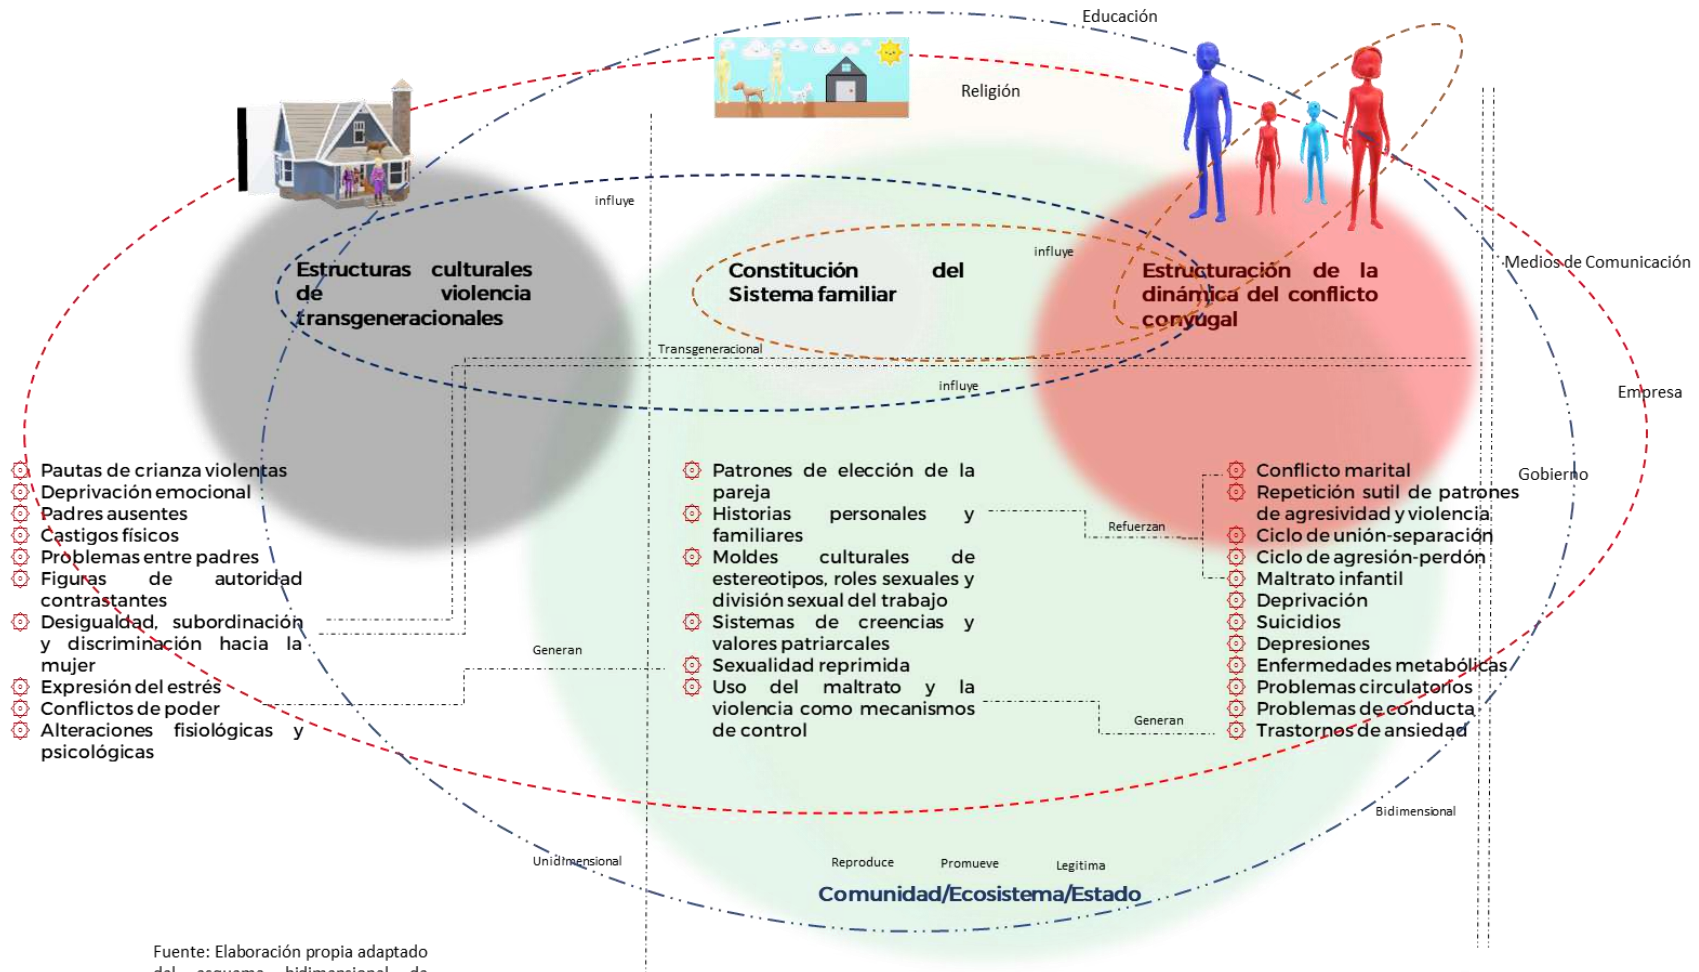 Educación
Religión
influye
influye
Estructuras culturales
de violencia
transgeneracionales
Constitución del
Sistema familiar
Estructuración de la
dinámica del conflicto
conyugal
Medios de Comunicación
Transgeneracional
influye
Empresa
Pautas de crianza violentas
Deprivación emocional
Padres ausentes
Castigos físicos
Problemas entre padres
Figuras de autoridad
contrastantes
Desigualdad, subordinación
y discriminación hacia la
mujer
Expresión del estrés
Conflictos de poder
Alteraciones fisiológicas y
psicológicas
Generan
Patrones de elección de la
pareja
Historias personales y
familiares
Moldes culturales de
estereotipos, roles sexuales y
división sexual del trabajo
Sistemas de creencias y
valores patriarcales
Sexualidad reprimida
Uso del maltrato y la
violencia como mecanismos
de control
Refuerzan
Generan
Conflicto marital
Repetición sutil de patrones
de agresividad y violencia
Ciclo de unión-separación
Ciclo de agresión-perdón
Maltrato infantil
Deprivación
Suicidios
Depresiones
Enfermedades metabólicas
Problemas circulatorios
Problemas de conducta
Trastornos de ansiedad
Gobierno
Bidimensional
Unidimensional
Reproduce Promueve Legitima
Comunidad/Ecosistema/Estado
Fuente: Elaboración propia adaptado
del esquema bidimensional de